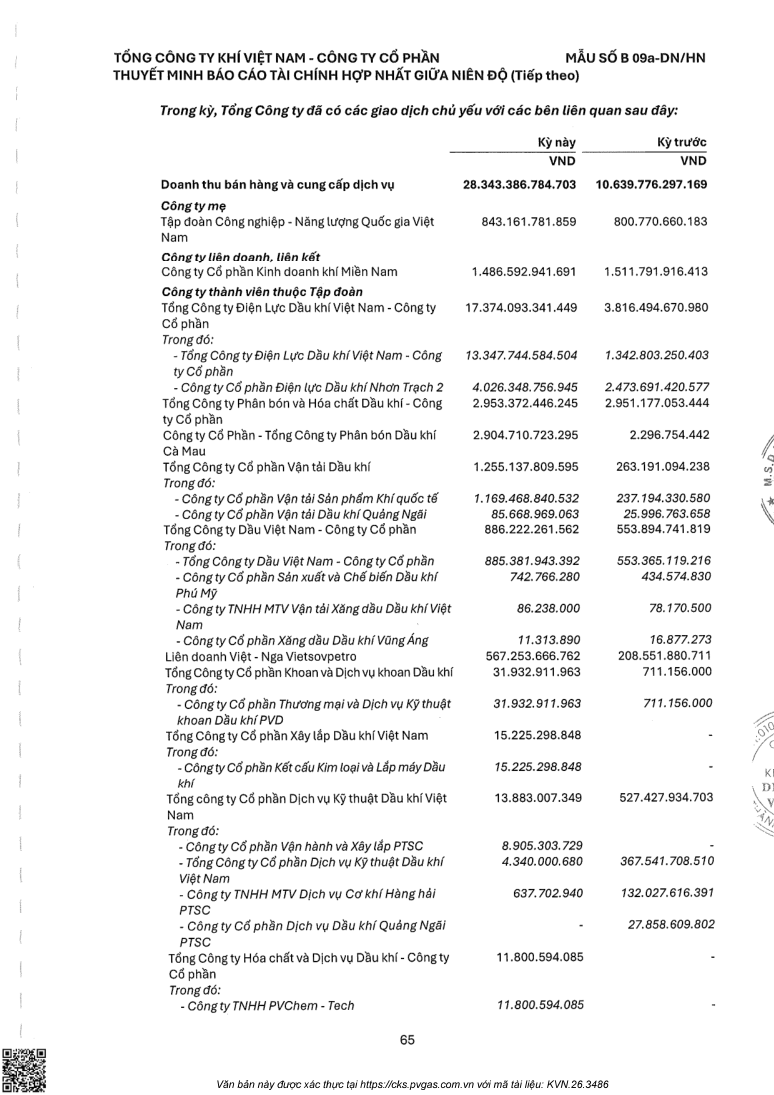 TỔNG CÔNG TY KHÍ VIỆT NAM - CÔNG TY CỔ PHẦN MẪU SỐ B 09a-DN/HN
THUYẾT MINH BÁO CÁO TÀI CHÍNH HỢP NHẤT GIỮA NIÊN ĐỘ (Tiếp theo)
Trong kỳ, Tổng Công ty đã có các giao dịch chủ yếu với các bên liên quan sau đây:
Kỳ này Kỳ trước
VND VND
Doanh thu bán hàng và cung cấp dịch vụ 28.343.386.784.703 10.639.776.297.169
Công ty mẹ
Tập đoàn Công nghiệp - Năng lượng Quốc gia Việt 843.161.781.859 800.770.660.183
Nam
Công ty liên doanh, liên kết
Công ty Cổ phần Kinh doanh khí Miền Nam 1.486.592.941.691 1.511.791.916.413
Công ty thành viên thuộc Tập đoàn
Tổng Công ty Điện Lực Dầu khí Việt Nam - Công ty 17.374.093.341.449 3.816.494.670.980
Cổ phần
Trong đó:
- Tổng Công ty Điện Lực Dầu khí Việt Nam - Công 13.347.744.584.504 1.342.803.250.403
ty Cổ phần
- Công ty Cổ phần Điện lực Dầu khí Nhơn Trạch 2 4.026.348.756.945 2.473.691.420.577
Tổng Công ty Phân bón và Hóa chất Dầu khí - Công 2.953.372.446.245 2.951.177.053.444
ty Cổ phần
Công ty Cổ Phần - Tổng Công ty Phân bón Dầu khí 2.904.710.723.295 2.296.754.442
Cà Mau
Tổng Công ty Cổ phần Vận tải Dầu khí 1.255.137.809.595 263.191.094.238
Trong đó:
- Công ty Cổ phần Vận tải Sản phẩm Khí quốc tế 1.169.468.840.532 237.194.330.580
- Công ty Cổ phần Vận tải Dầu khí Quảng Ngãi 85.668.969.063 25.996.763.658
Tổng Công ty Dầu Việt Nam - Công ty Cổ phần 886.222.261.562 553.894.741.819
Trong đó:
- Tổng Công ty Dầu Việt Nam - Công ty Cổ phần 885.381.943.392 553.365.119.216
- Công ty Cổ phần Sản xuất và Chế biến Dầu khí 742.766.280 434.574.830
Phú Mỹ
- Công ty TNHH MTV Vận tải Xăng dầu Dầu khí Việt 86.238.000 78.170.500
Nam
- Công ty Cổ phần Xăng dầu Dầu khí Vũng Áng 11.313.890 16.877.273
Liên doanh Việt - Nga Vietsovpetro 567.253.666.762 208.551.880.711
Tổng Công ty Cổ phần Khoan và Dịch vụ khoan Dầu khí 31.932.911.963 711.156.000
Trong đó:
- Công ty Cổ phần Thương mại và Dịch vụ Kỹ thuật 31.932.911.963 711.156.000
khoan Dầu khí PVD
Tổng Công ty Cổ phần Xây lắp Dầu khí Việt Nam 15.225.298.848 -
Trong đó:
- Công ty Cổ phần Kết cấu Kim loại và Lắp máy Dầu 15.225.298.848 -
khí
Tổng công ty Cổ phần Dịch vụ Kỹ thuật Dầu khí Việt 13.883.007.349 527.427.934.703
Nam
Trong đó:
- Công ty Cổ phần Vận hành và Xây lắp PTSC 8.905.303.729 -
- Tổng Công ty Cổ phần Dịch vụ Kỹ thuật Dầu khí 4.340.000.680 367.541.708.510
Việt Nam
- Công ty TNHH MTV Dịch vụ Cơ khí Hàng hải 637.702.940 132.027.616.391
PTSC
- Công ty Cổ phần Dịch vụ Dầu khí Quảng Ngãi - 27.858.609.802
PTSC
Tổng Công ty Hóa chất và Dịch vụ Dầu khí - Công ty 11.800.594.085 -
Cổ phần
Trong đó:
- Công ty TNHH PVChem - Tech 11.800.594.085 -
65
Văn bản này được xác thực tại https://cks.pvgas.com.vn với mã tài liệu: KVN.26.3486